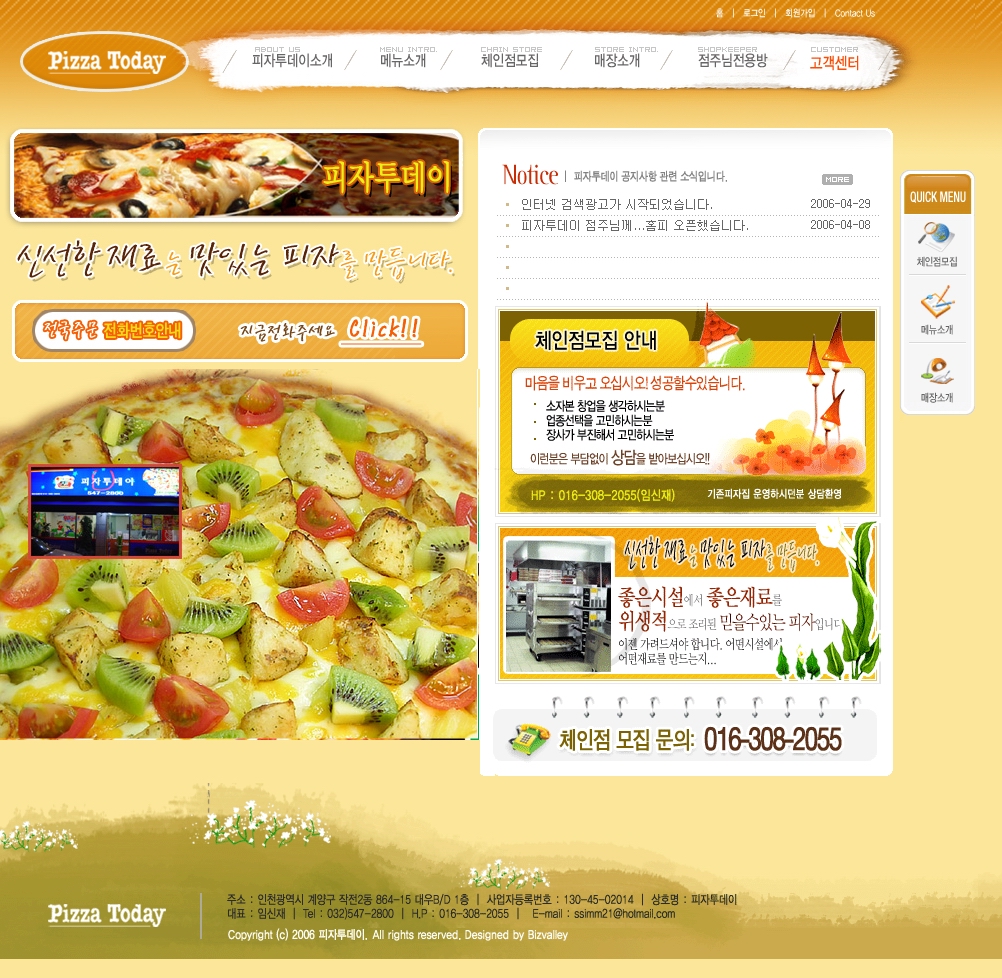 홈 | 로그인 | 회원가입 | Contact Us
Pizza Today
ABOUT US
피자투데이소개
MENU INTRO.
메뉴소개
CHAIN STORE
체인점모집
STORE INTRO.
매장소개
SHOPKEEPER
점주님전용방
CUSTOMER
고객센터
피자투데이
신선한 재료는 맛있는 피자를 만듭니다.
전국주문 전화번호안내
지금전화주세요 Click!!
547-2800
Notice | 피자투데이 공지사항 관련 소식입니다.
MORE
인터넷 검색광고가 시작되었습니다. 2006-04-29
피자투데이 점주님께...홈피 오픈했습니다. 2006-04-08
체인점모집 안내
마음을 비우고 오십시오! 성공할수있습니다.
소자본 창업을 생각하시는분
업종선택을 고민하시는분
장사가 부진해서 고민하시는분
이런분은 부담없이 상담을 받아보십시오!!
HP : 016-308-2055(임신재) 기존피자집 운영하시던분 상담환영
신선한 재료는 맛있는 피자를 만듭니다.
좋은시설에서 좋은재료를
위생적으로 조리된 믿을수있는 피자입니다
이젠 가려드셔야 합니다. 어떤시설에서
어떤재료를 만드는지...
체인점 모집 문의: 016-308-2055
QUICK MENU
체인점모집
메뉴소개
매장소개
Pizza Today
주소 : 인천광역시 계양구 작전2동 864-15 대우B/D 1층 | 사업자등록번호 : 130-45-02014 | 상호명 : 피자투데이
대표 : 임신재 | Tel : 032)547-2800 | H.P : 016-308-2055 | E-mail : ssimm21@hotmail.com
Copyright (c) 2006 피자투데이. All rights reserved. Designed by Bizvalley